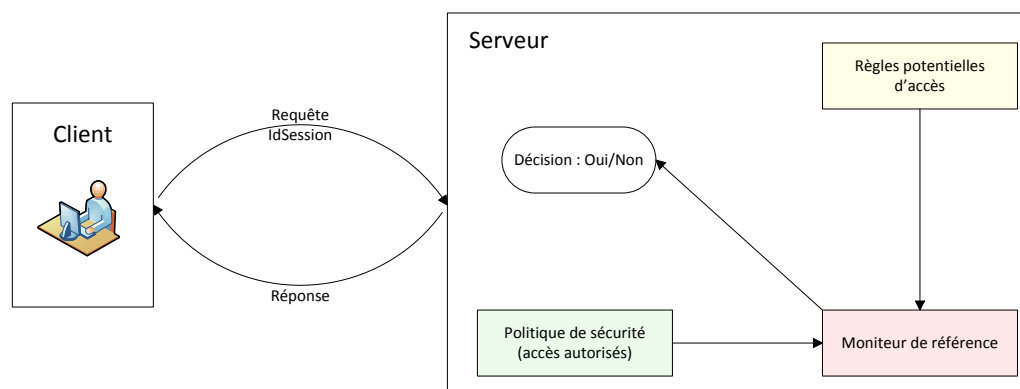 Serveur
Règles potentielles
d'accès
Client
Requête
IdSession
Décision : Oui/Non
Réponse
Politique de sécurité
(accès autorisés)
Moniteur de référence